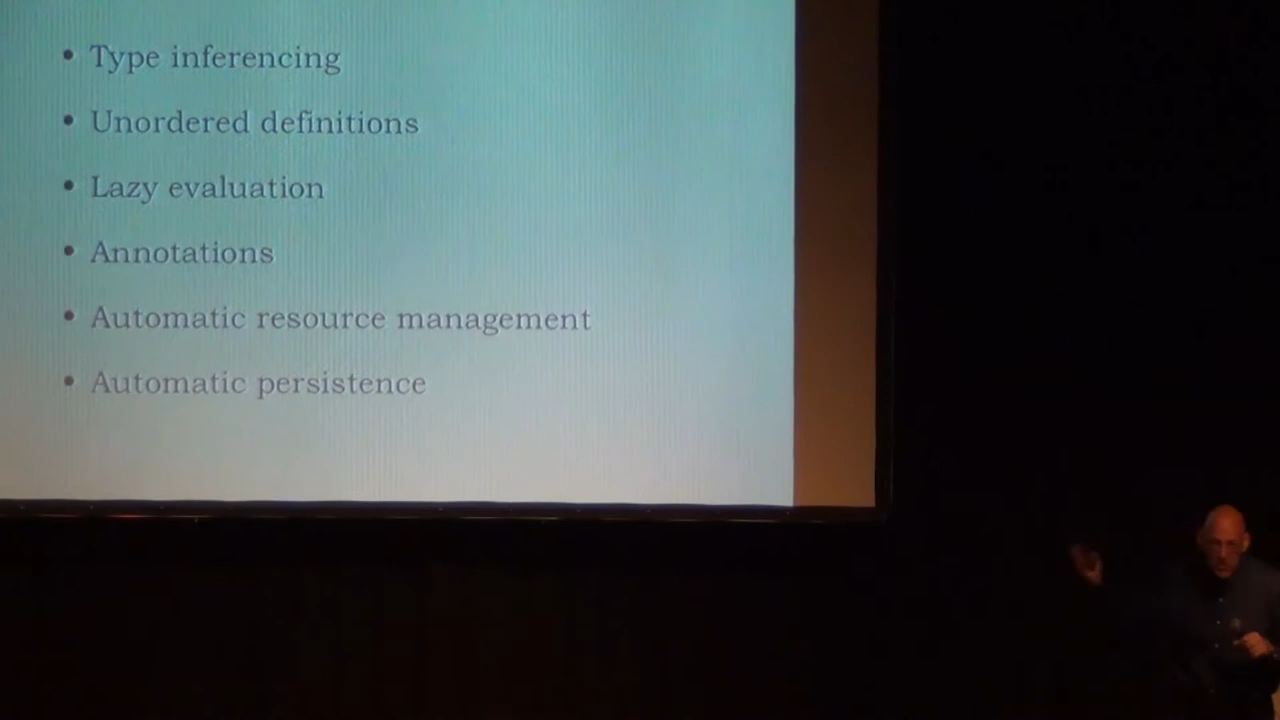 • Type inferencing
• Unordered definitions
• Lazy evaluation
• Annotations
• Automatic resource management
• Automatic persistence